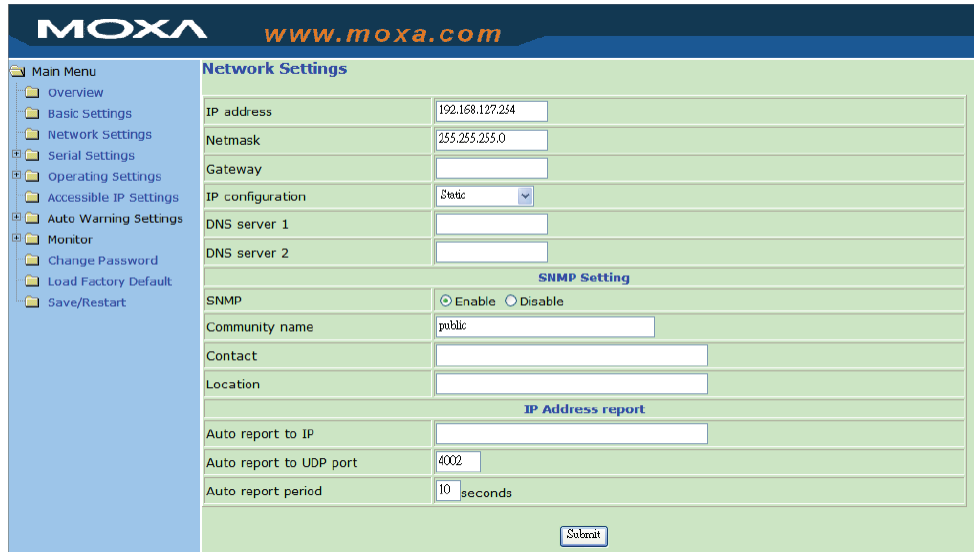 MOXA www.moxa.com
Main Menu
Overview
Basic Settings
Network Settings
Serial Settings
Operating Settings
Accessible IP Settings
Auto Warning Settings
Monitor
Change Password
Load Factory Default
Save/Restart
Network Settings
IP address 192.168.127.254
Netmask 255.255.255.0
Gateway
IP configuration Static
DNS server 1
DNS server 2
SNMP Setting
SNMP Enable Disable
Community name public
Contact
Location
IP Address report
Auto report to IP
Auto report to UDP port 4002
Auto report period 10 seconds
Submit